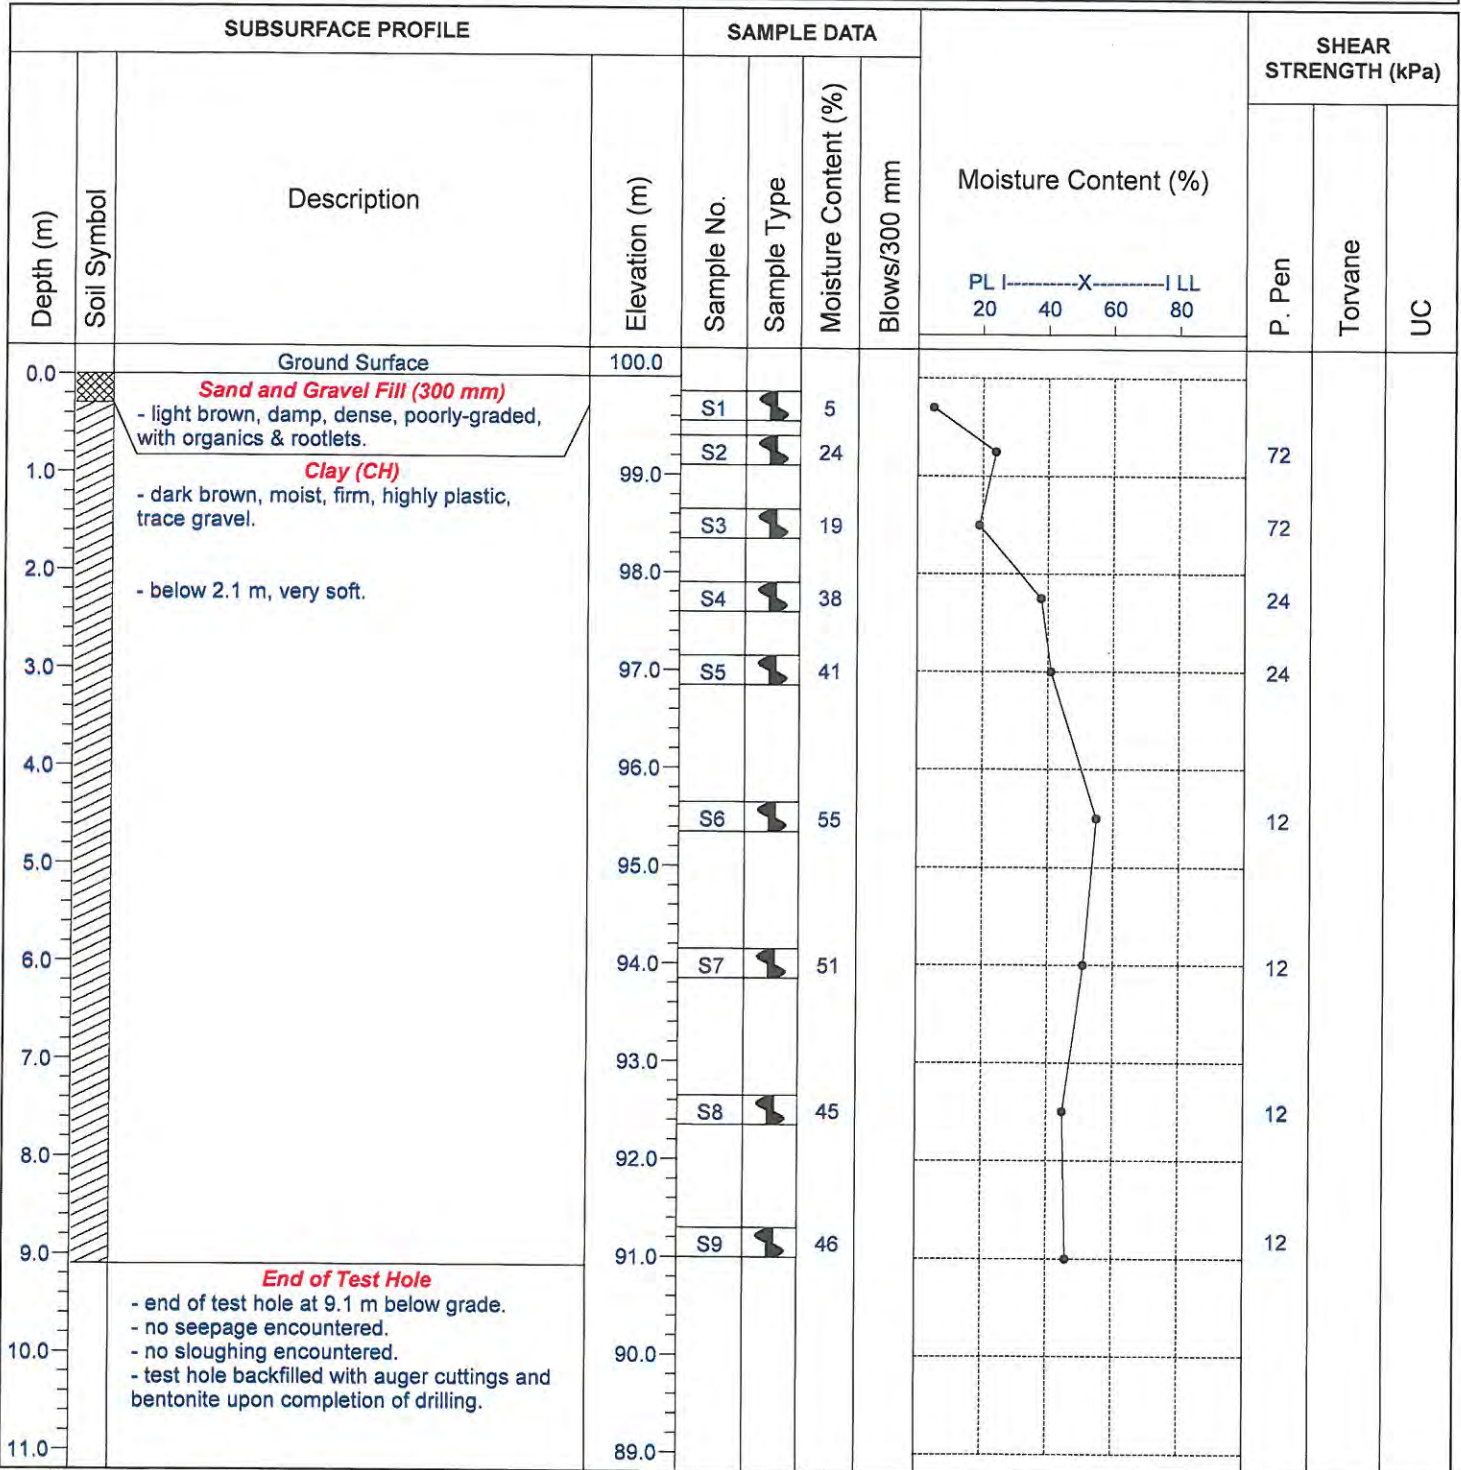 SUBSURFACE PROFILE
SAMPLE DATA
SHEAR
STRENGTH (kPa)
Depth (m)
Soil Symbol
Description
Elevation (m)
Sample No.
Sample Type
Moisture Content (%)
Blows/300 mm
Moisture Content (%)
PL I----------X----------I LL
20 40 60 80
P. Pen
Torvane
UC
0.0
Ground Surface
100.0
Sand and Gravel Fill (300 mm)
- light brown, damp, dense, poorly-graded,
with organics & rootlets.
S1 5
S2 24 72
1.0
Clay (CH)
99.0
- dark brown, moist, firm, highly plastic,
trace gravel.
S3 19 72
2.0
98.0
- below 2.1 m, very soft.
S4 38 24
3.0
97.0
S5 41 24
4.0
96.0
S6 55 12
5.0
95.0
6.0
94.0
S7 51 12
7.0
93.0
S8 45 12
8.0
92.0
S9 46 12
9.0
91.0
End of Test Hole
- end of test hole at 9.1 m below grade.
- no seepage encountered.
- no sloughing encountered.
- test hole backfilled with auger cuttings and
bentonite upon completion of drilling.
10.0
90.0
11.0
89.0